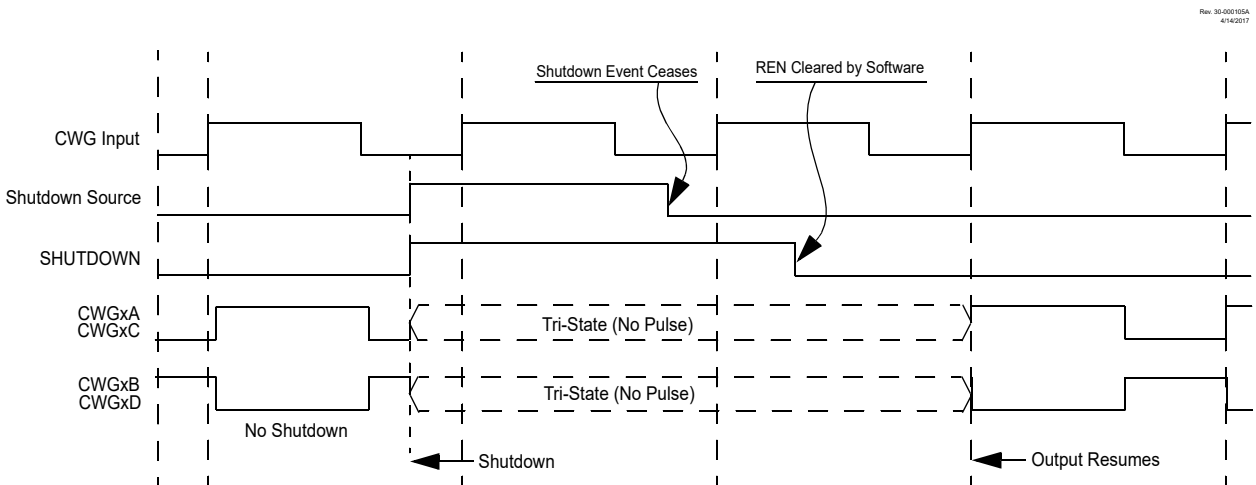 Rev. 30-000105A
4/14/2017
Shutdown Event Ceases
REN Cleared by Software
CWG Input
Shutdown Source
SHUTDOWN
CWGxA
CWGxC
Tri-State (No Pulse)
CWGxB
CWGxD
Tri-State (No Pulse)
No Shutdown
Shutdown
Output Resumes